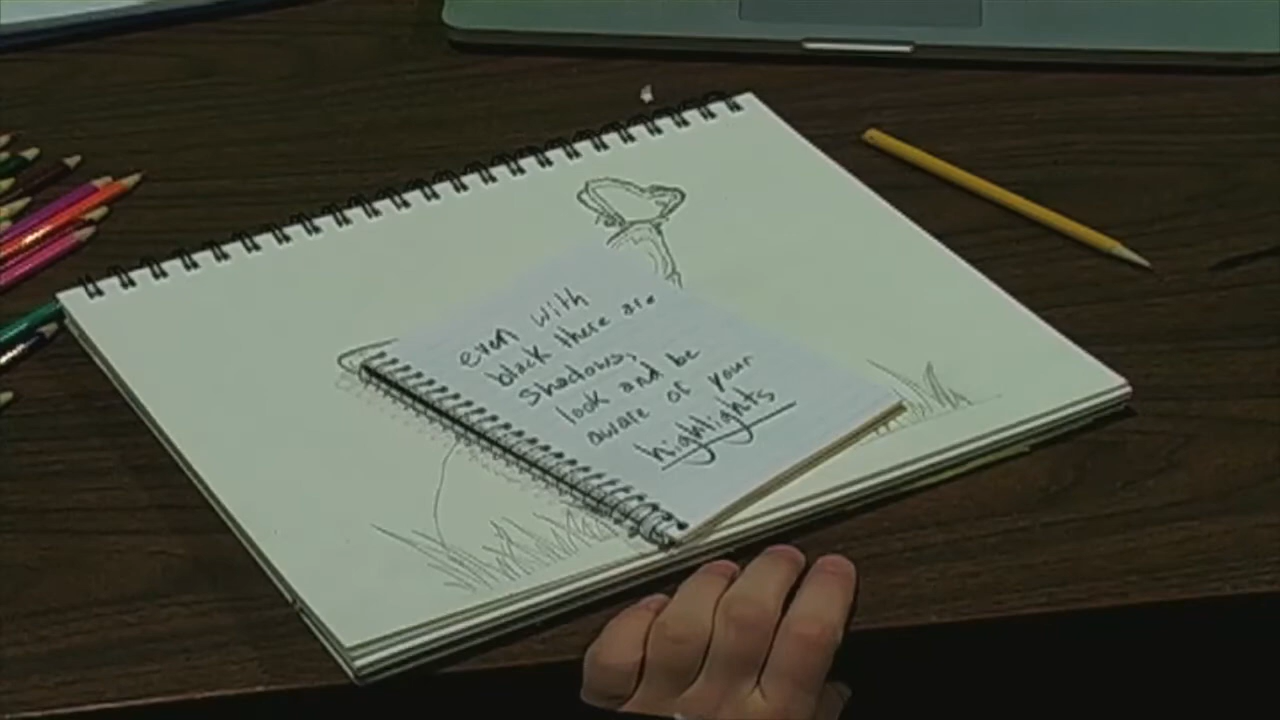 even with
black there are
Shadows,
look and be
aware of your
highlights